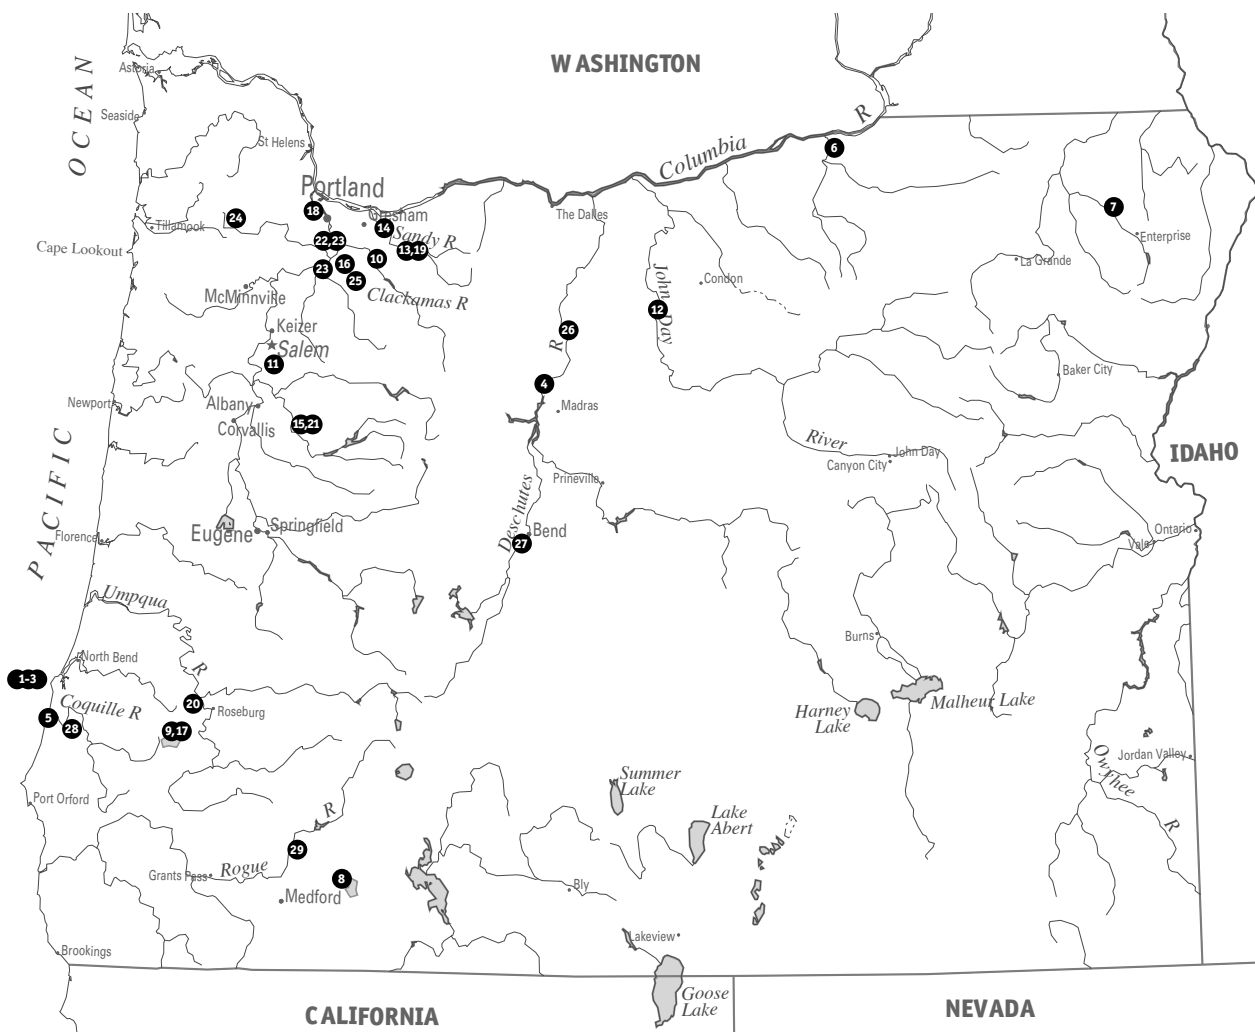 WASHINGTON
OCEAN
Astoria
Seaside
St Helens
Columbia
R
6
Portland
18
Gresham
14
The Dalles
7
24
Tillamook
Sandy R
Enterprise
Cape Lookout
22,23
13,19
10
La Grande
23
16
25
Clackamas R
John Day
Condon
McMinnville
12
Keizer
Salem
11
R
26
4
Baker City
Newport
Albany
Corvallis
15,21
Madras
River
John Day
Canyon City
IDAHO
PACIFIC
Prineville
Florence
Eugene
Springfield
Deschutes
Bend
27
Ontario
Vale
Umpqua
R
Burns
North Bend
1-3
Coquille R
5
28
20
Roseburg
9,17
Harney
Lake
Malheur Lake
Jordan Valley
Owyhee
R
Port Orford
Summer
Lake
Lake
Abert
R
29
Rogue
Grants Pass
8
Medford
Bly
Brookings
Lakeview
Goose
Lake
CALIFORNIA
NEVADA